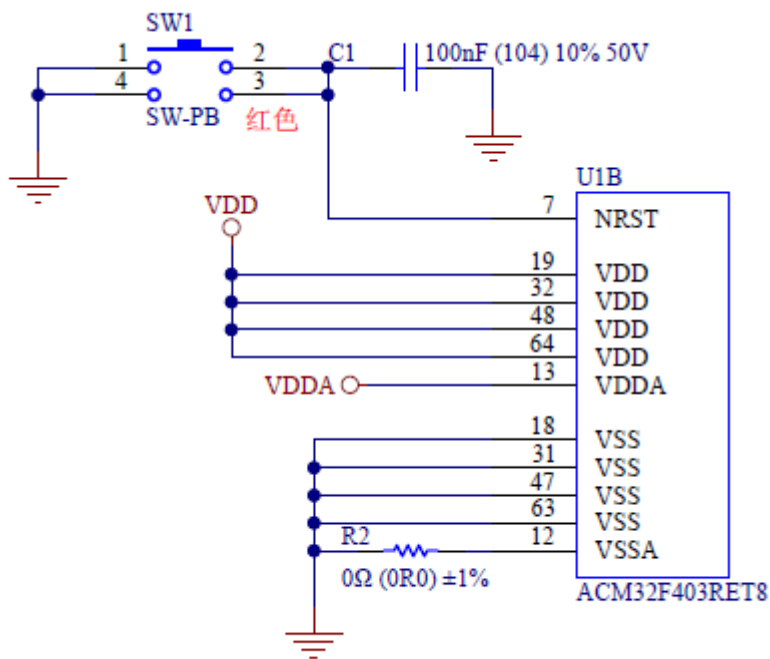 SW1
1 2 C1 100nF (104) 10% 50V
4 3
SW-PB 红色
U1B
VDD 7 NRST
19 VDD
32 VDD
48 VDD
64 VDD
VDDA 13 VDDA
18 VSS
31 VSS
47 VSS
63 VSS
R2 12 VSSA
0Ω (0R0) ±1%
ACM32F403RET8